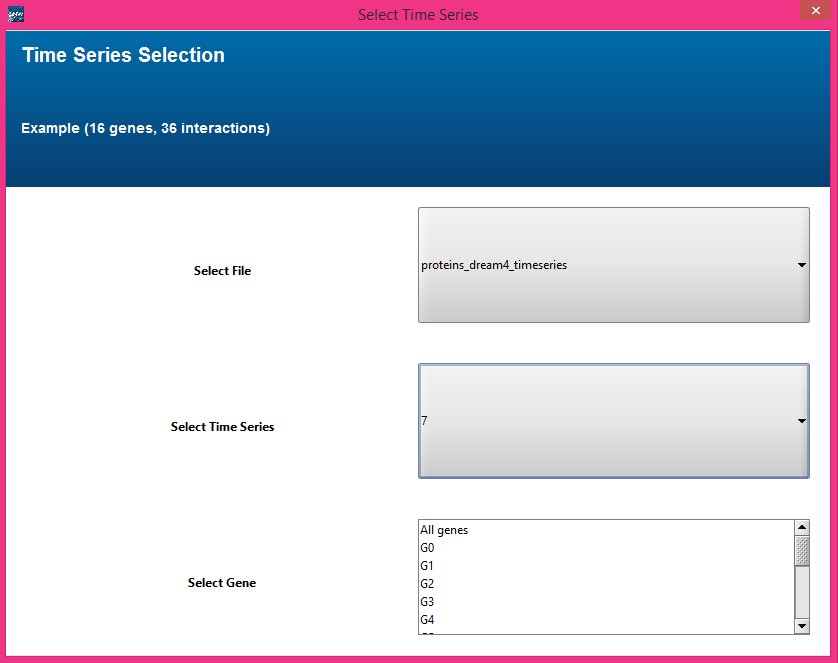 Select Time Series
Time Series Selection
Example (16 genes, 36 interactions)
Select File
proteins_dream4_timeseries
Select Time Series
7
Select Gene
All genes
G0
G1
G2
G3
G4